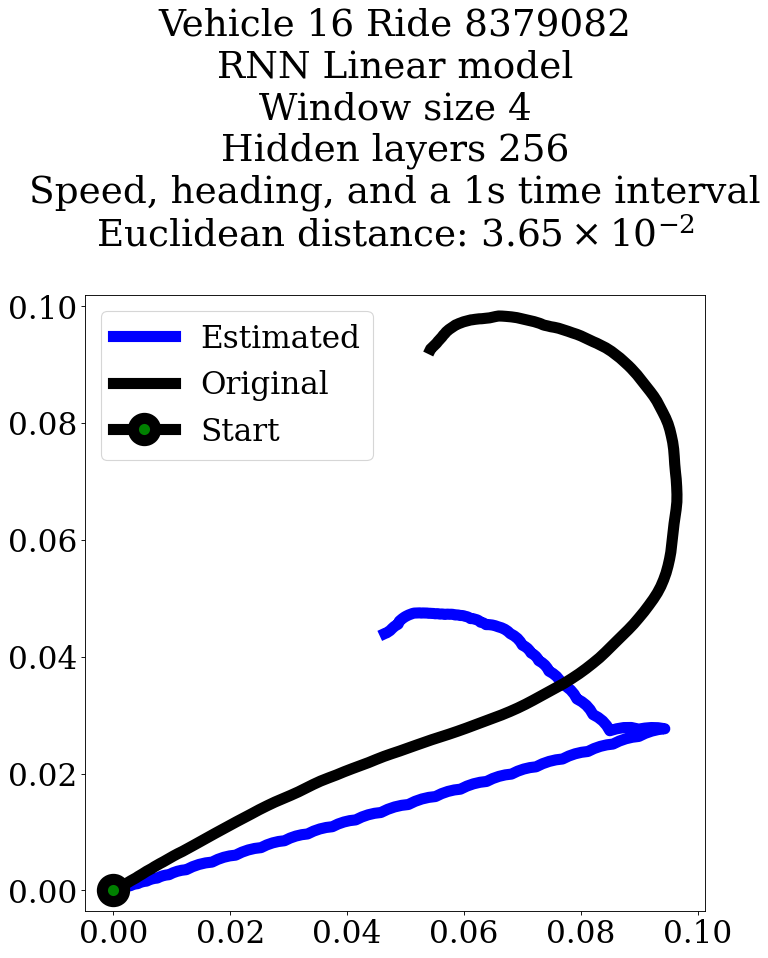 Vehicle 16 Ride 8379082
RNN Linear model
Window size 4
Hidden layers 256
Speed, heading, and a 1s time interval
Euclidean distance: 3.65 × 10⁻²
0.10
Estimated
Original
Start
0.08
0.06
0.04
0.02
0.00
0.00 0.02 0.04 0.06 0.08 0.10